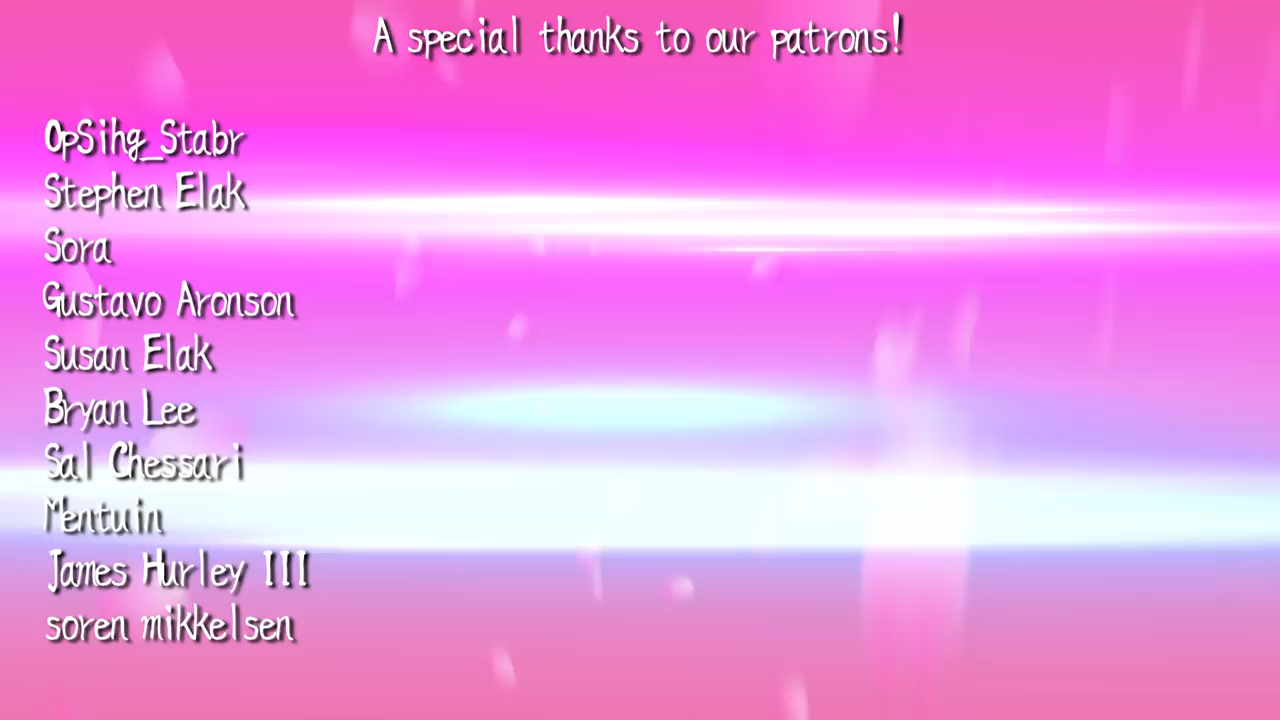 A special thanks to our patrons!
OpSihg_Stabr
Stephen Elak
Sora
Gustavo Aronson
Susan Elak
Bryan Lee
Sal Chessari
Mentuin
James Hurley III
soren mikkelsen